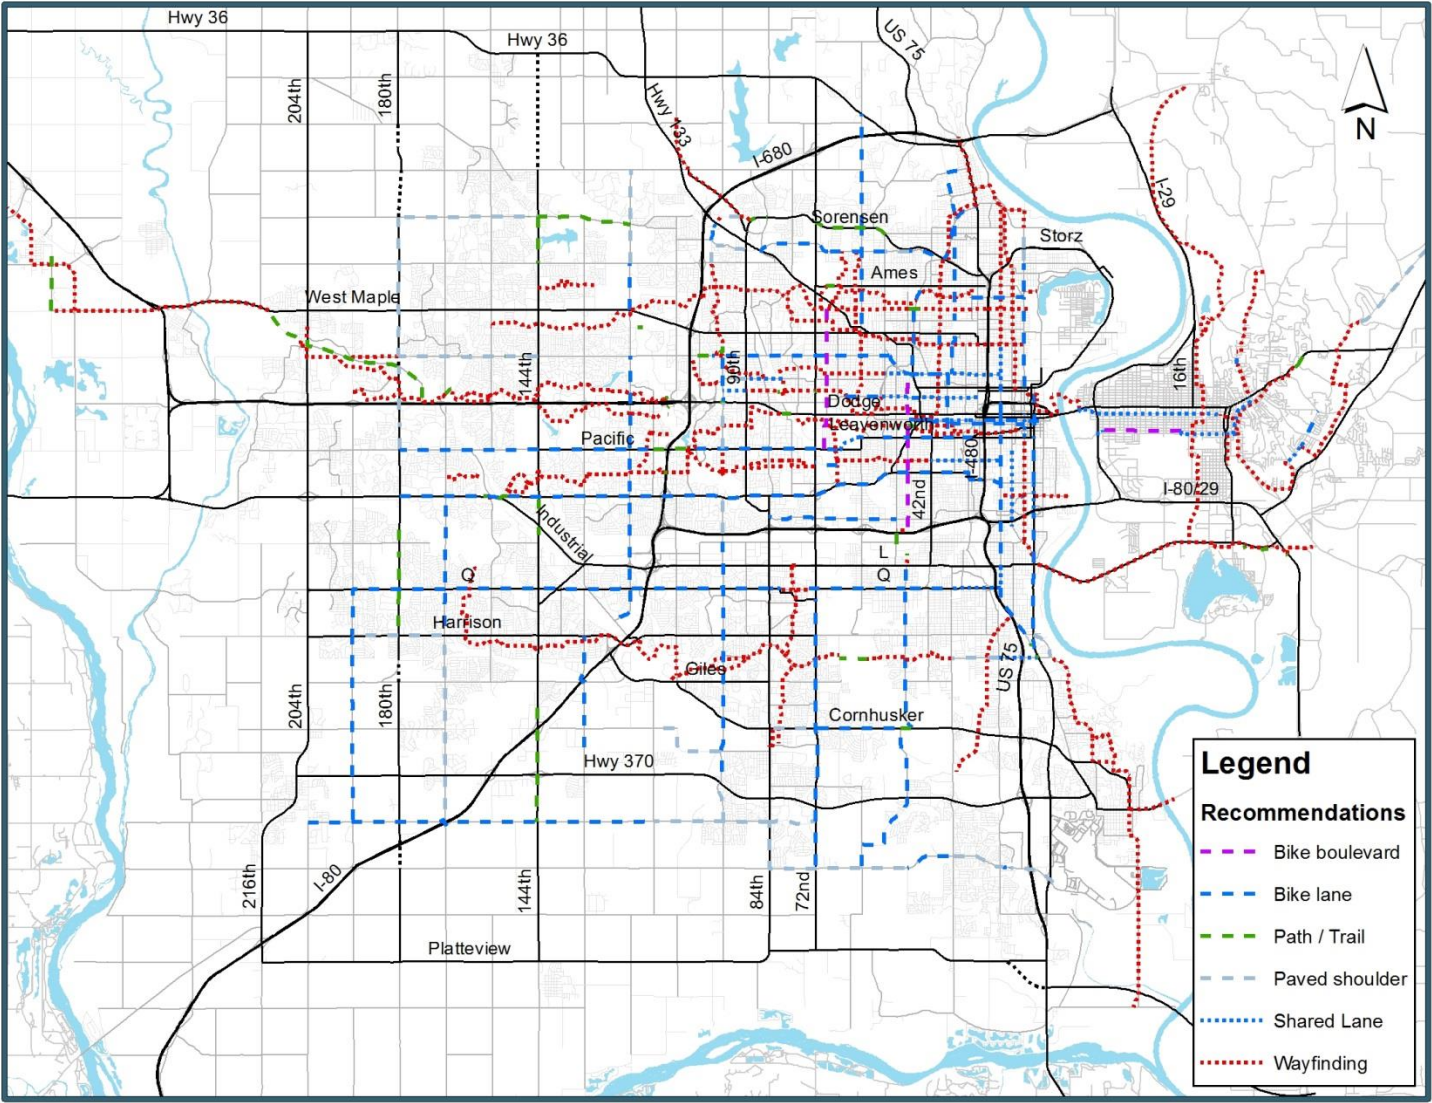 Hwy 36
Hwy 36
US 75
204th
180th
Hwy 133
I-680
N
I-29
Sorensen
Storz
Ames
West Maple
144th
90th
16th
Dodge
Leavenworth
Pacific
I-480
42nd
I-80/29
Industrial
L
Q
Q
Harrison
Giles
US 75
204th
180th
Cornhusker
Hwy 370
216th
I-80
144th
84th
72nd
Platteview
Legend
Recommendations
Bike boulevard
Bike lane
Path / Trail
Paved shoulder
Shared Lane
Wayfinding